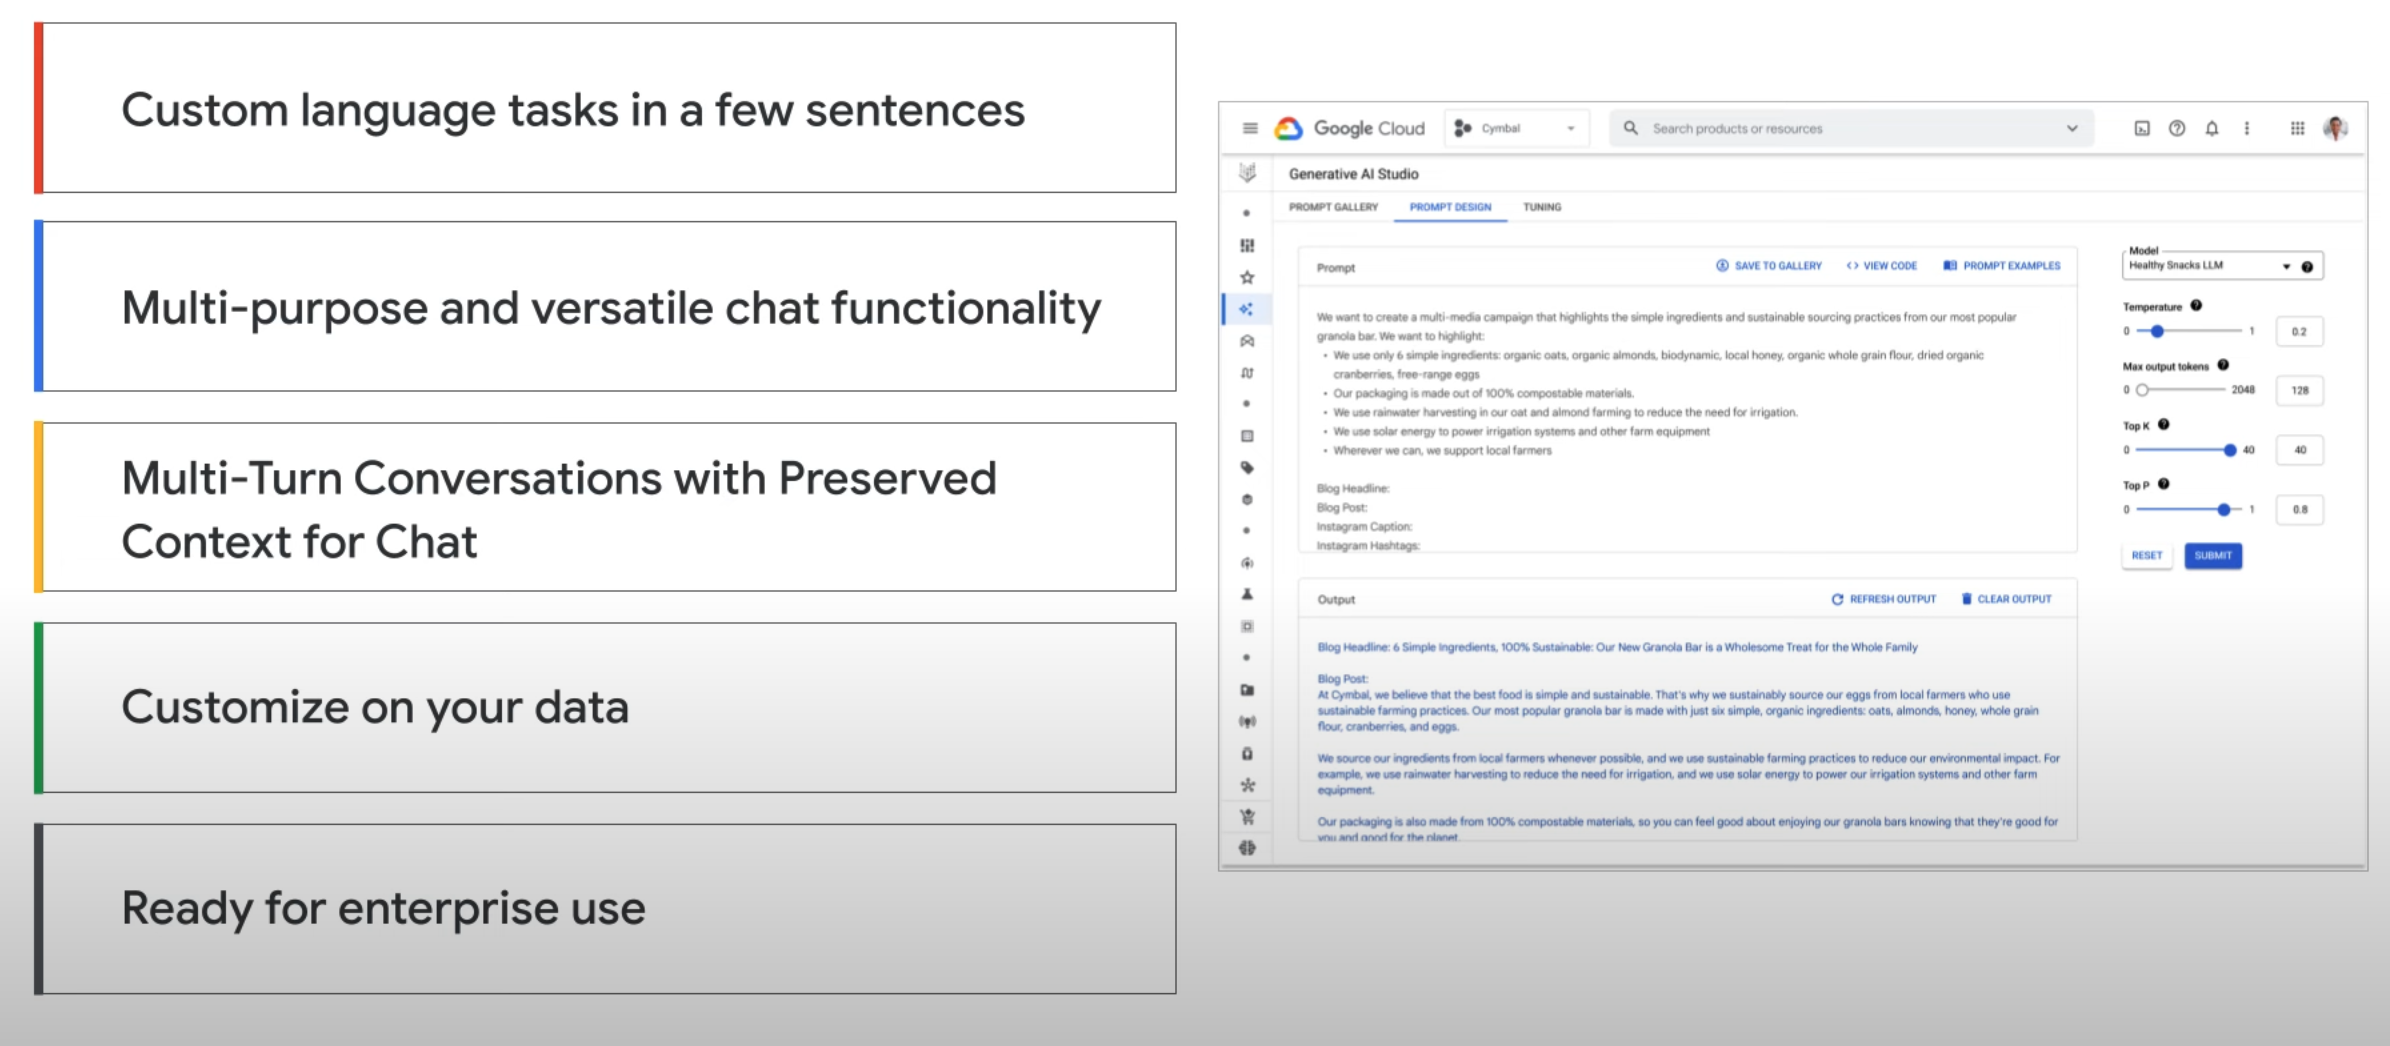 Custom language tasks in a few sentences
Multi-purpose and versatile chat functionality
Multi-Turn Conversations with Preserved
Context for Chat
Customize on your data
Ready for enterprise use
Google Cloud
Cymbal
Search products or resources
Generative AI Studio
PROMPT GALLERY
PROMPT DESIGN
TUNING
Prompt
SAVE TO GALLERY
<> VIEW CODE
PROMPT EXAMPLES
We want to create a multi-media campaign that highlights the simple ingredients and sustainable sourcing practices from our most popular
granola bar. We want to highlight:
• We use only 6 simple ingredients: organic oats, organic almonds, biodynamic, local honey, organic whole grain flour, dried organic
cranberries, free-range eggs
• Our packaging is made out of 100% compostable materials.
• We use rainwater harvesting in our oat and almond farming to reduce the need for irrigation.
• We use solar energy to power irrigation systems and other farm equipment
• Wherever we can, we support local farmers
Blog Headline:
Blog Post:
Instagram Caption:
Instagram Hashtags:
Output
REFRESH OUTPUT
CLEAR OUTPUT
Blog Headline: 6 Simple Ingredients, 100% Sustainable: Our New Granola Bar is a Wholesome Treat for the Whole Family
Blog Post:
At Cymbal, we believe that the best food is simple and sustainable. That's why we sustainably source our eggs from local farmers who use
sustainable farming practices. Our most popular granola bar is made with just six simple, organic ingredients: oats, almonds, honey, whole grain
flour, cranberries, and eggs.
We source our ingredients from local farmers whenever possible, and we use sustainable farming practices to reduce our environmental impact. For
example, we use rainwater harvesting to reduce the need for irrigation, and we use solar energy to power our irrigation systems and other farm
equipment.
Our packaging is also made from 100% compostable materials, so you can feel good about enjoying our granola bars knowing that they're good for
you and good for the planet.
Model
Healthy Snacks LLM
Temperature
0 1 0.2
Max output tokens
0 2048 128
Top K
0 40 40
Top P
0 1 0.8
RESET
SUBMIT